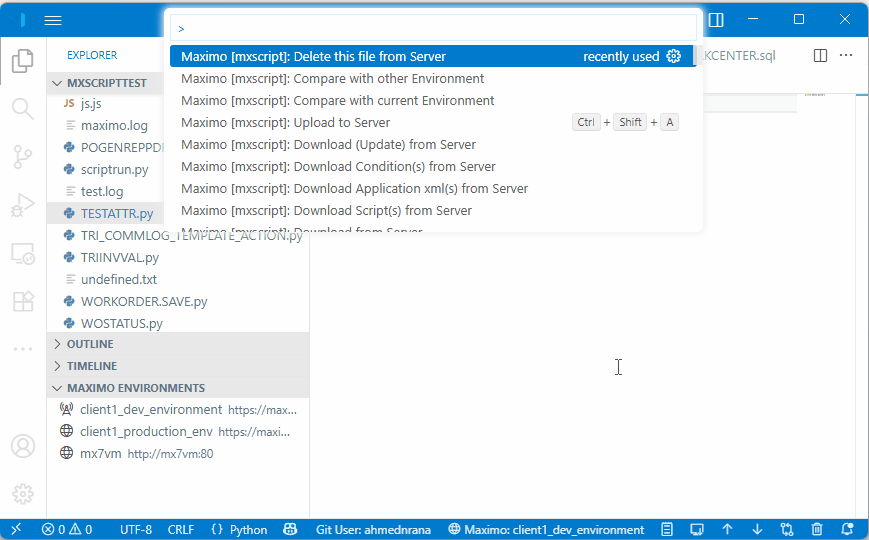 >
EXPLORER
LKCENTER.sql
Maximo [mxscript]: Delete this file from Server recently used
Maximo [mxscript]: Compare with other Environment
Maximo [mxscript]: Compare with current Environment
Maximo [mxscript]: Upload to Server Ctrl + Shift + A
Maximo [mxscript]: Download (Update) from Server
Maximo [mxscript]: Download Condition(s) from Server
Maximo [mxscript]: Download Application xml(s) from Server
Maximo [mxscript]: Download Script(s) from Server
Maximo [mxscript]: Download from Server
MXSCRIPTTEST
JS js.js
maximo.log
POGENREPPD
scriptrun.py
test.log
TESTATTR.py
TRI_COMMLOG_TEMPLATE_ACTION.py
TRIINVVAL.py
undefined.txt
WORKORDER.SAVE.py
WOSTATUS.py
OUTLINE
TIMELINE
MAXIMO ENVIRONMENTS
client1_dev_environment https://max...
client1_production_env https://maxi...
mx7vm http://mx7vm:80
0 0 UTF-8 CRLF {} Python Git User: ahmednrana Maximo: client1_dev_environment